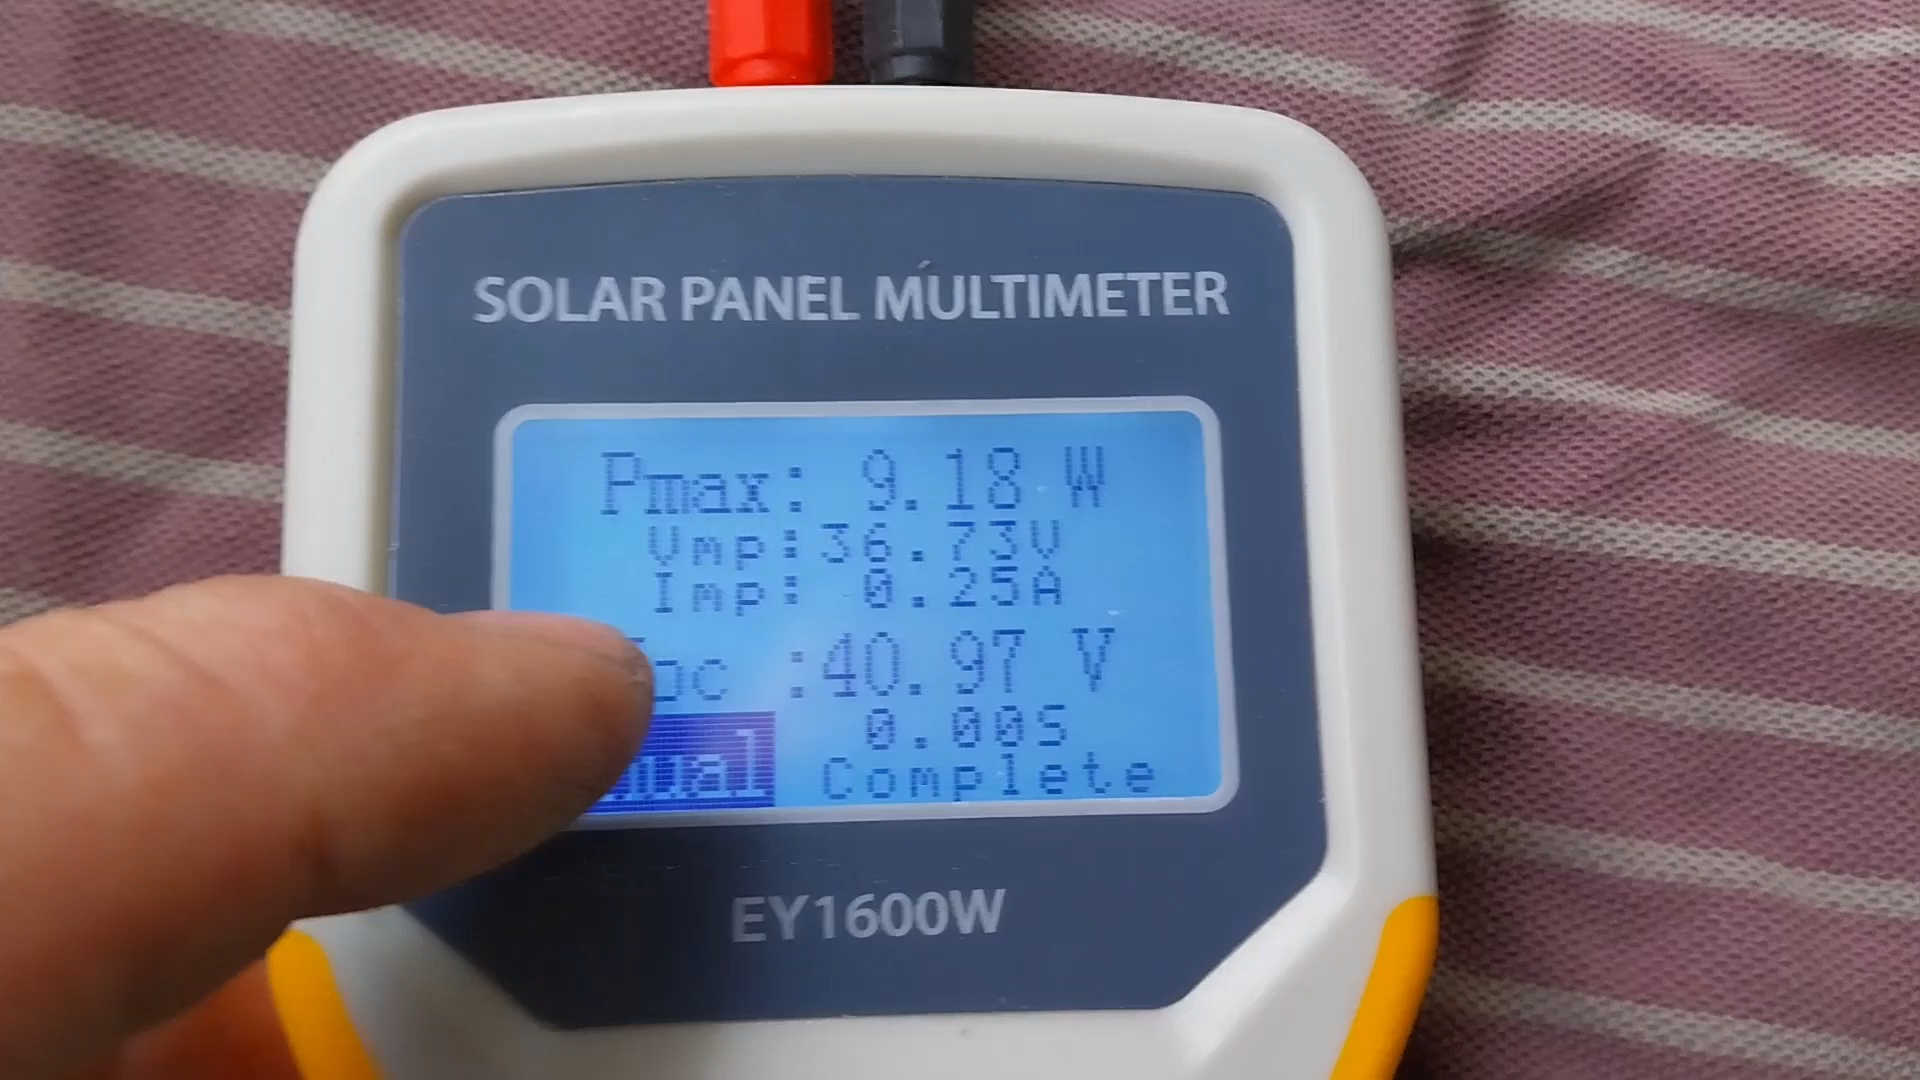 SOLAR PANEL MULTIMETER
Pmax: 9.18 W
Vmp:36.73V
Imp: 0.25A
:40.97 V
0.00S
Complete
EY1600W